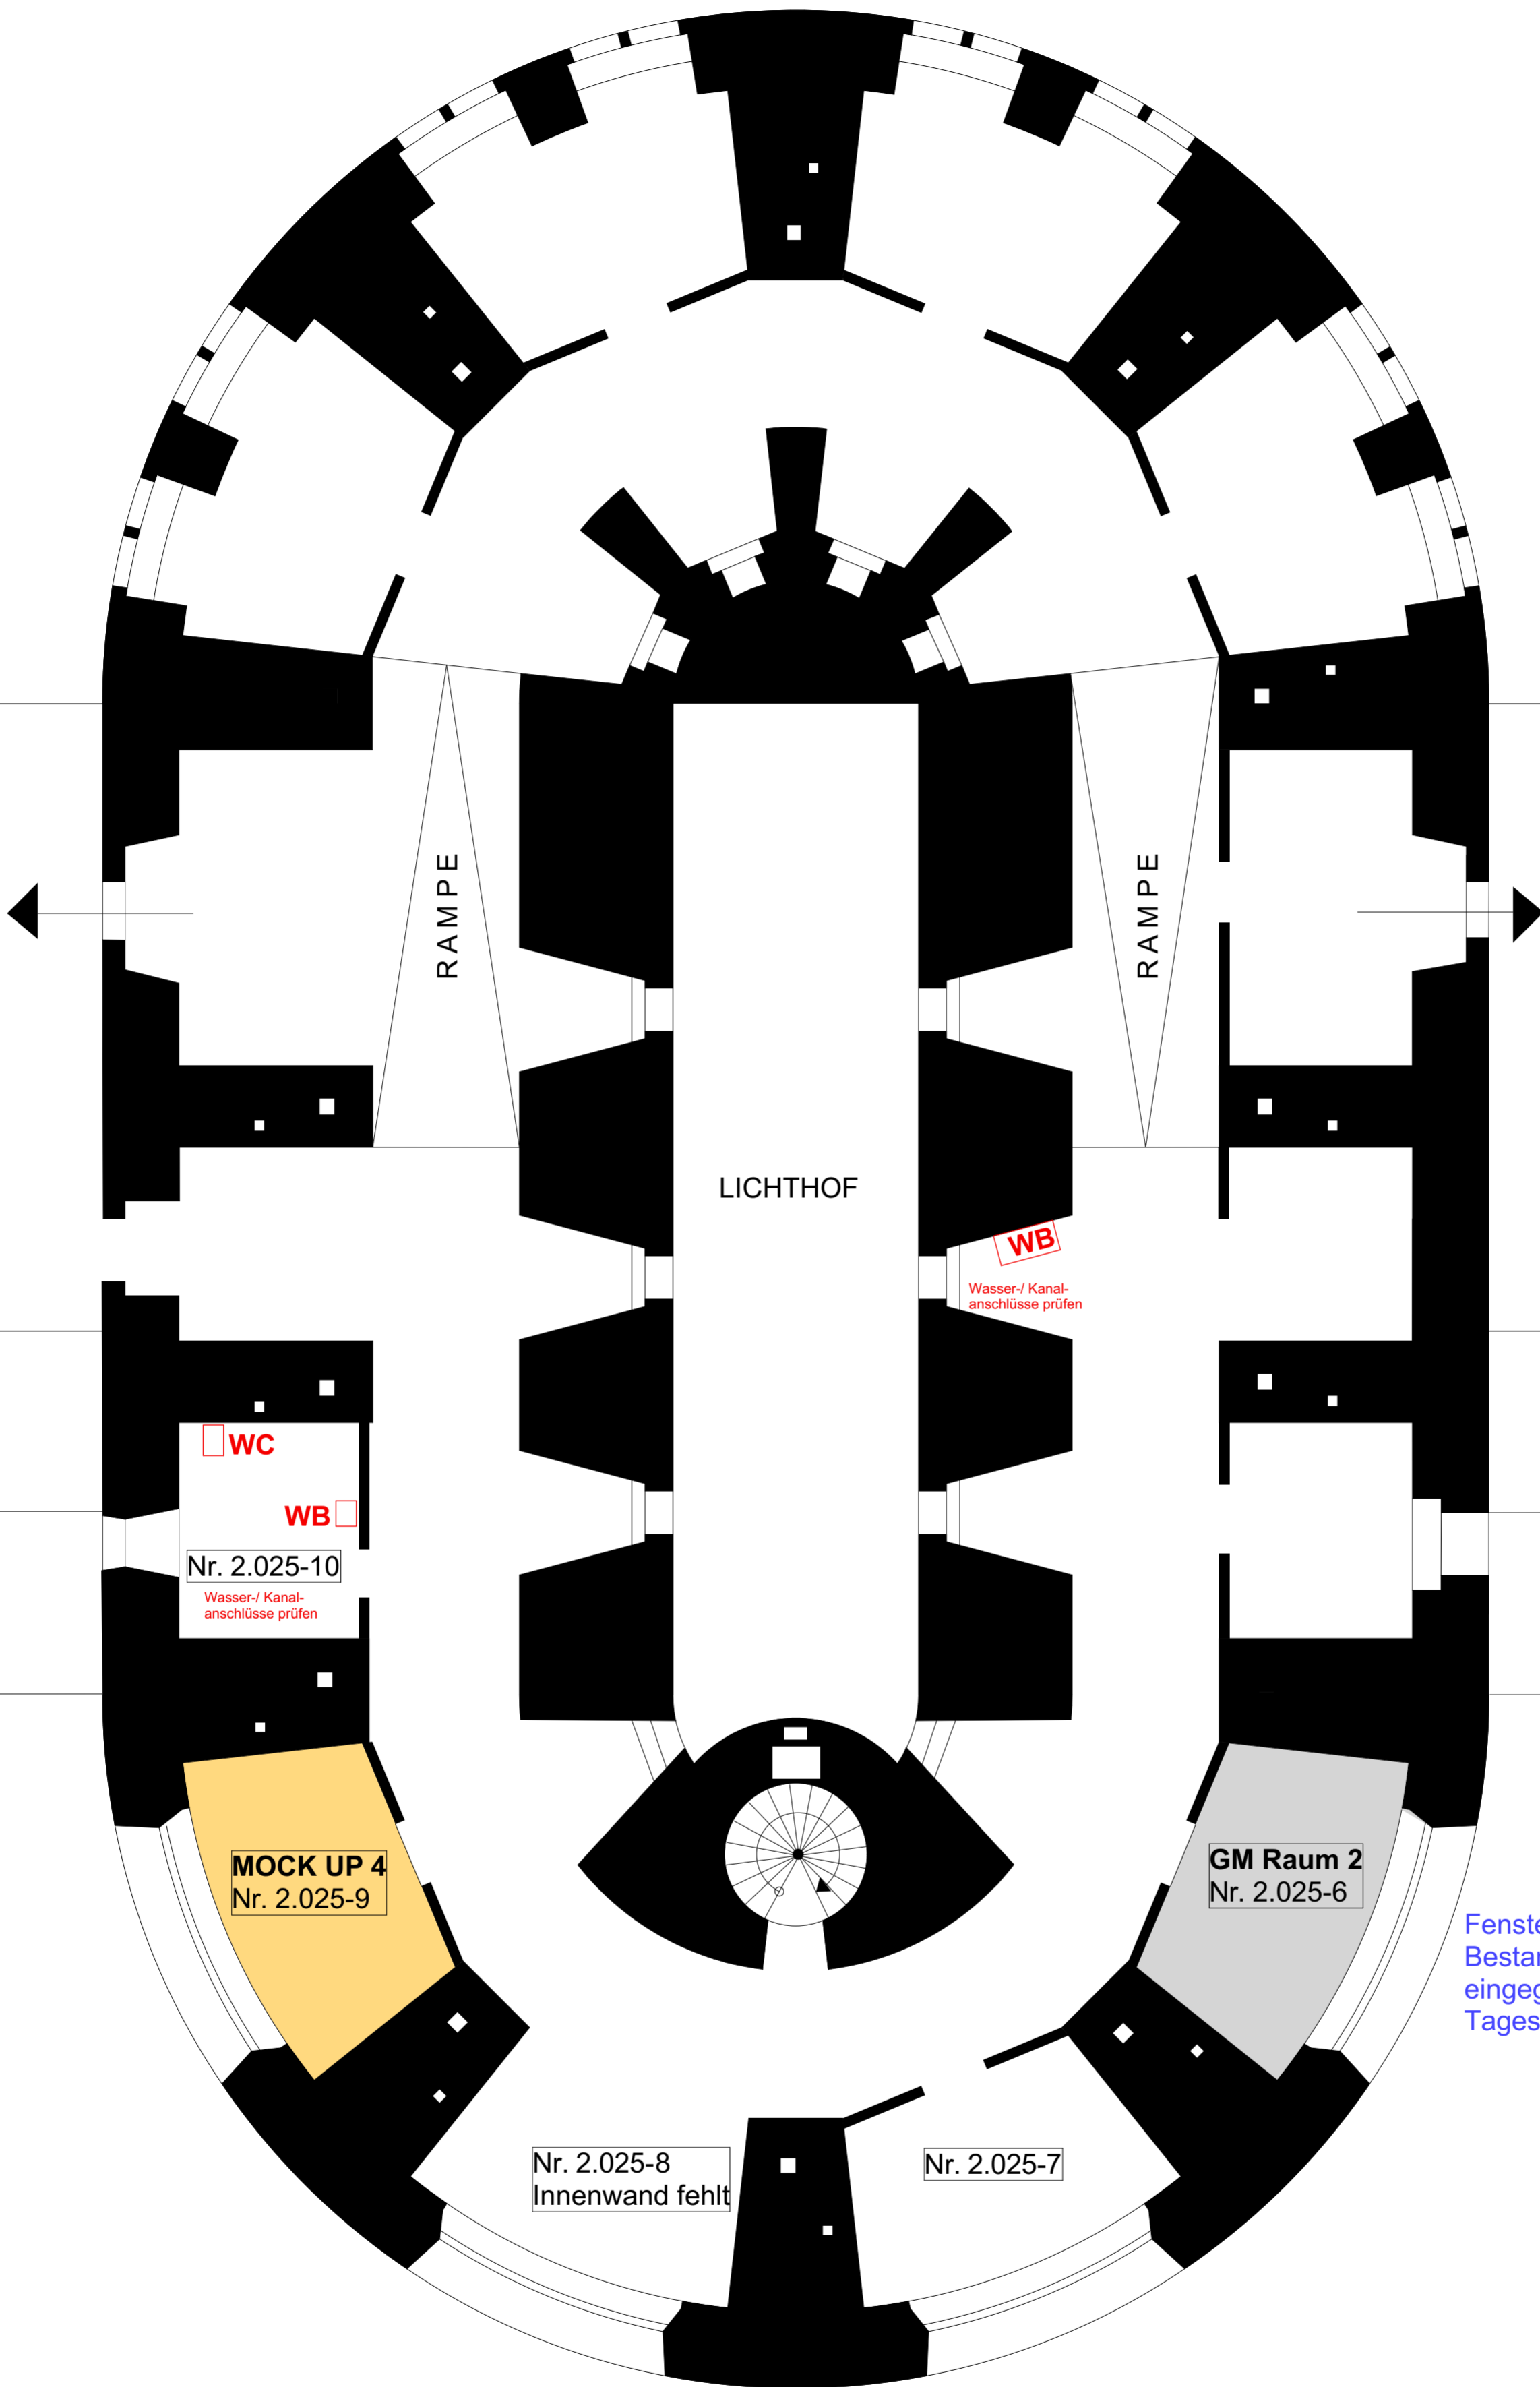 RAMPE
RAMPE
LICHTHOF
WB
Wasser-/ Kanal-
anschlüsse prüfen
WC
WB
Nr. 2.025-10
Wasser-/ Kanal-
anschlüsse prüfen
MOCK UP 4
Nr. 2.025-9
GM Raum 2
Nr. 2.025-6
Nr. 2.025-8
Innenwand fehlt
Nr. 2.025-7